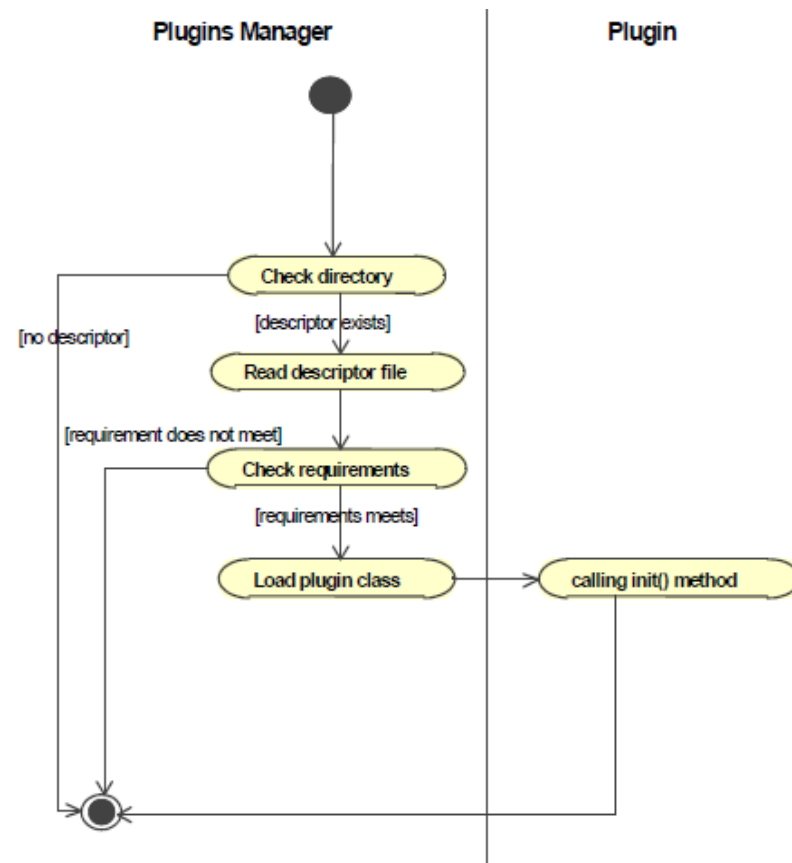 Plugins Manager
Plugin
Check directory
[descriptor exists]
[no descriptor]
Read descriptor file
[requirement does not meet]
Check requirements
[requirements meets]
Load plugin class
calling init() method